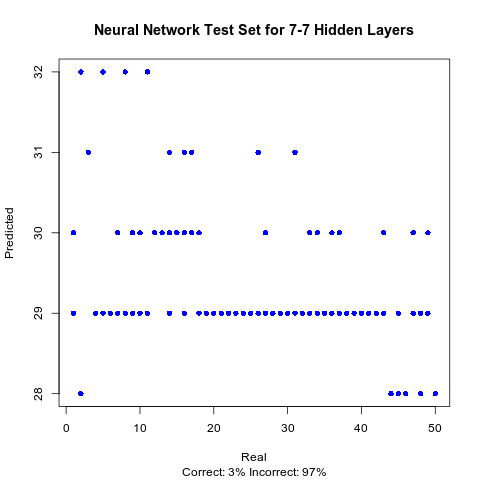 Neural Network Test Set for 7-7 Hidden Layers
Predicted
32
31
30
29
28
0 10 20 30 40 50
Real
Correct: 3% Incorrect: 97%